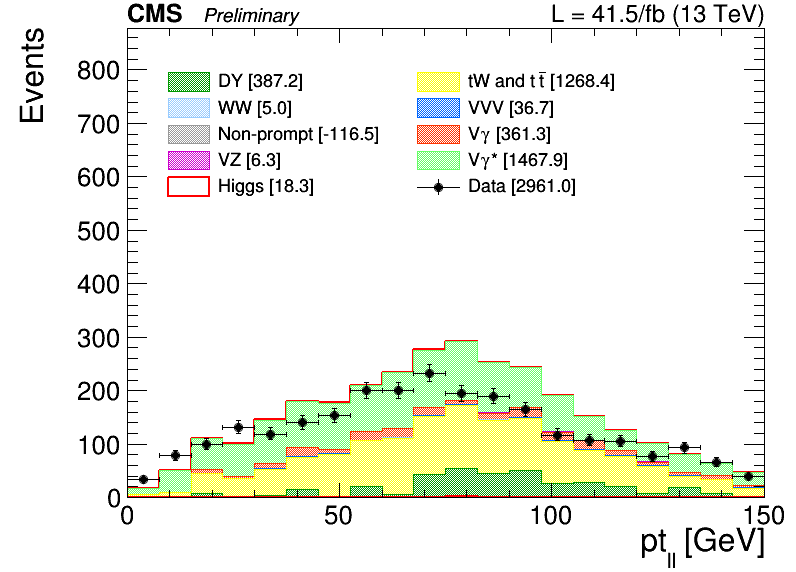 CMS Preliminary L = 41.5/fb (13 TeV)
Events
800
700
600
500
400
300
200
100
0
DY [387.2]
WW [5.0]
Non-prompt [-116.5]
VZ [6.3]
Higgs [18.3]
tW and tt̅ [1268.4]
VVV [36.7]
Vγ [361.3]
Vγ* [1467.9]
Data [2961.0]
0 50 100 150
pt_ll [GeV]